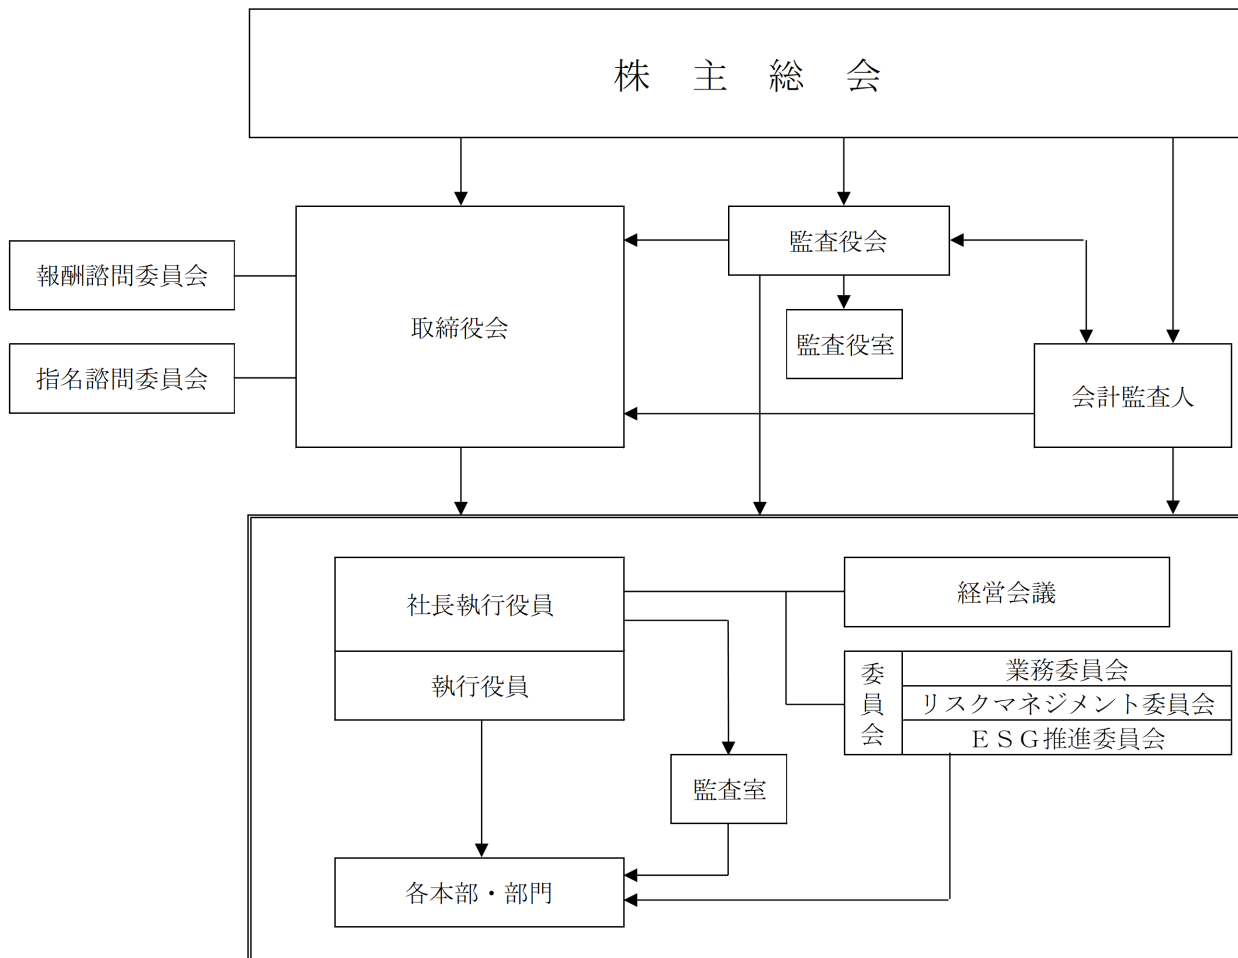 株主総会
監査役会
報酬諮問委員会
取締役会
監査役室
指名諮問委員会
会計監査人
社長執行役員
経営会議
執行役員
委員会
業務委員会
リスクマネジメント委員会
ＥＳＧ推進委員会
監査室
各本部・部門